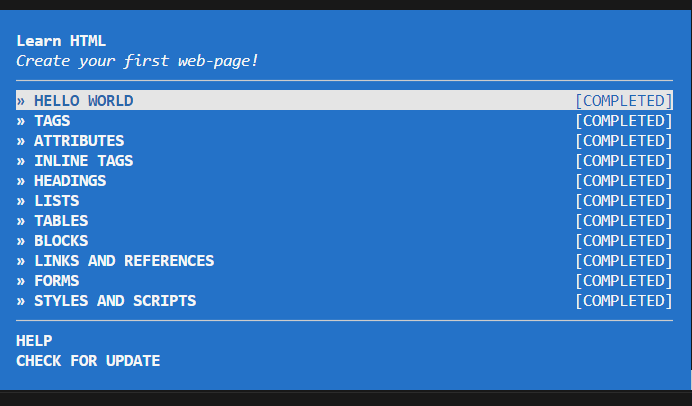 Learn HTML
Create your first web-page!
» HELLO WORLD [COMPLETED]
» TAGS [COMPLETED]
» ATTRIBUTES [COMPLETED]
» INLINE TAGS [COMPLETED]
» HEADINGS [COMPLETED]
» LISTS [COMPLETED]
» TABLES [COMPLETED]
» BLOCKS [COMPLETED]
» LINKS AND REFERENCES [COMPLETED]
» FORMS [COMPLETED]
» STYLES AND SCRIPTS [COMPLETED]
HELP
CHECK FOR UPDATE